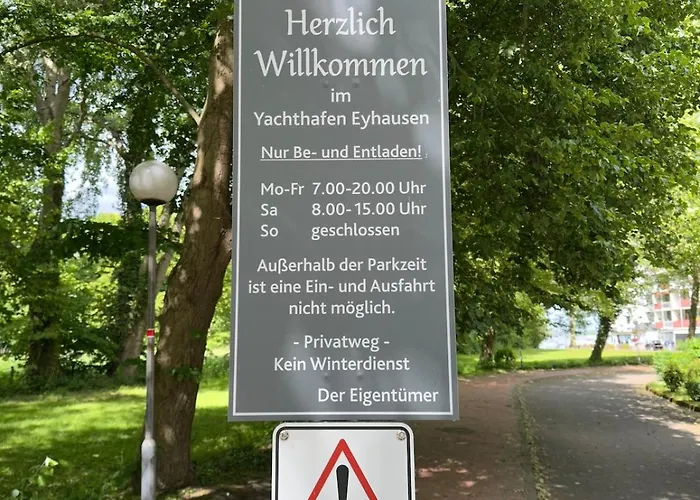 Herzlich
Willkommen
im
Yachthafen Eyhausen
Nur Be- und Entladen!
Mo-Fr 7.00-20.00 Uhr
Sa 8.00-15.00 Uhr
So geschlossen
Außerhalb der Parkzeit
ist eine Ein- und Ausfahrt
nicht möglich.
- Privatweg -
Kein Winterdienst
Der Eigentümer
!